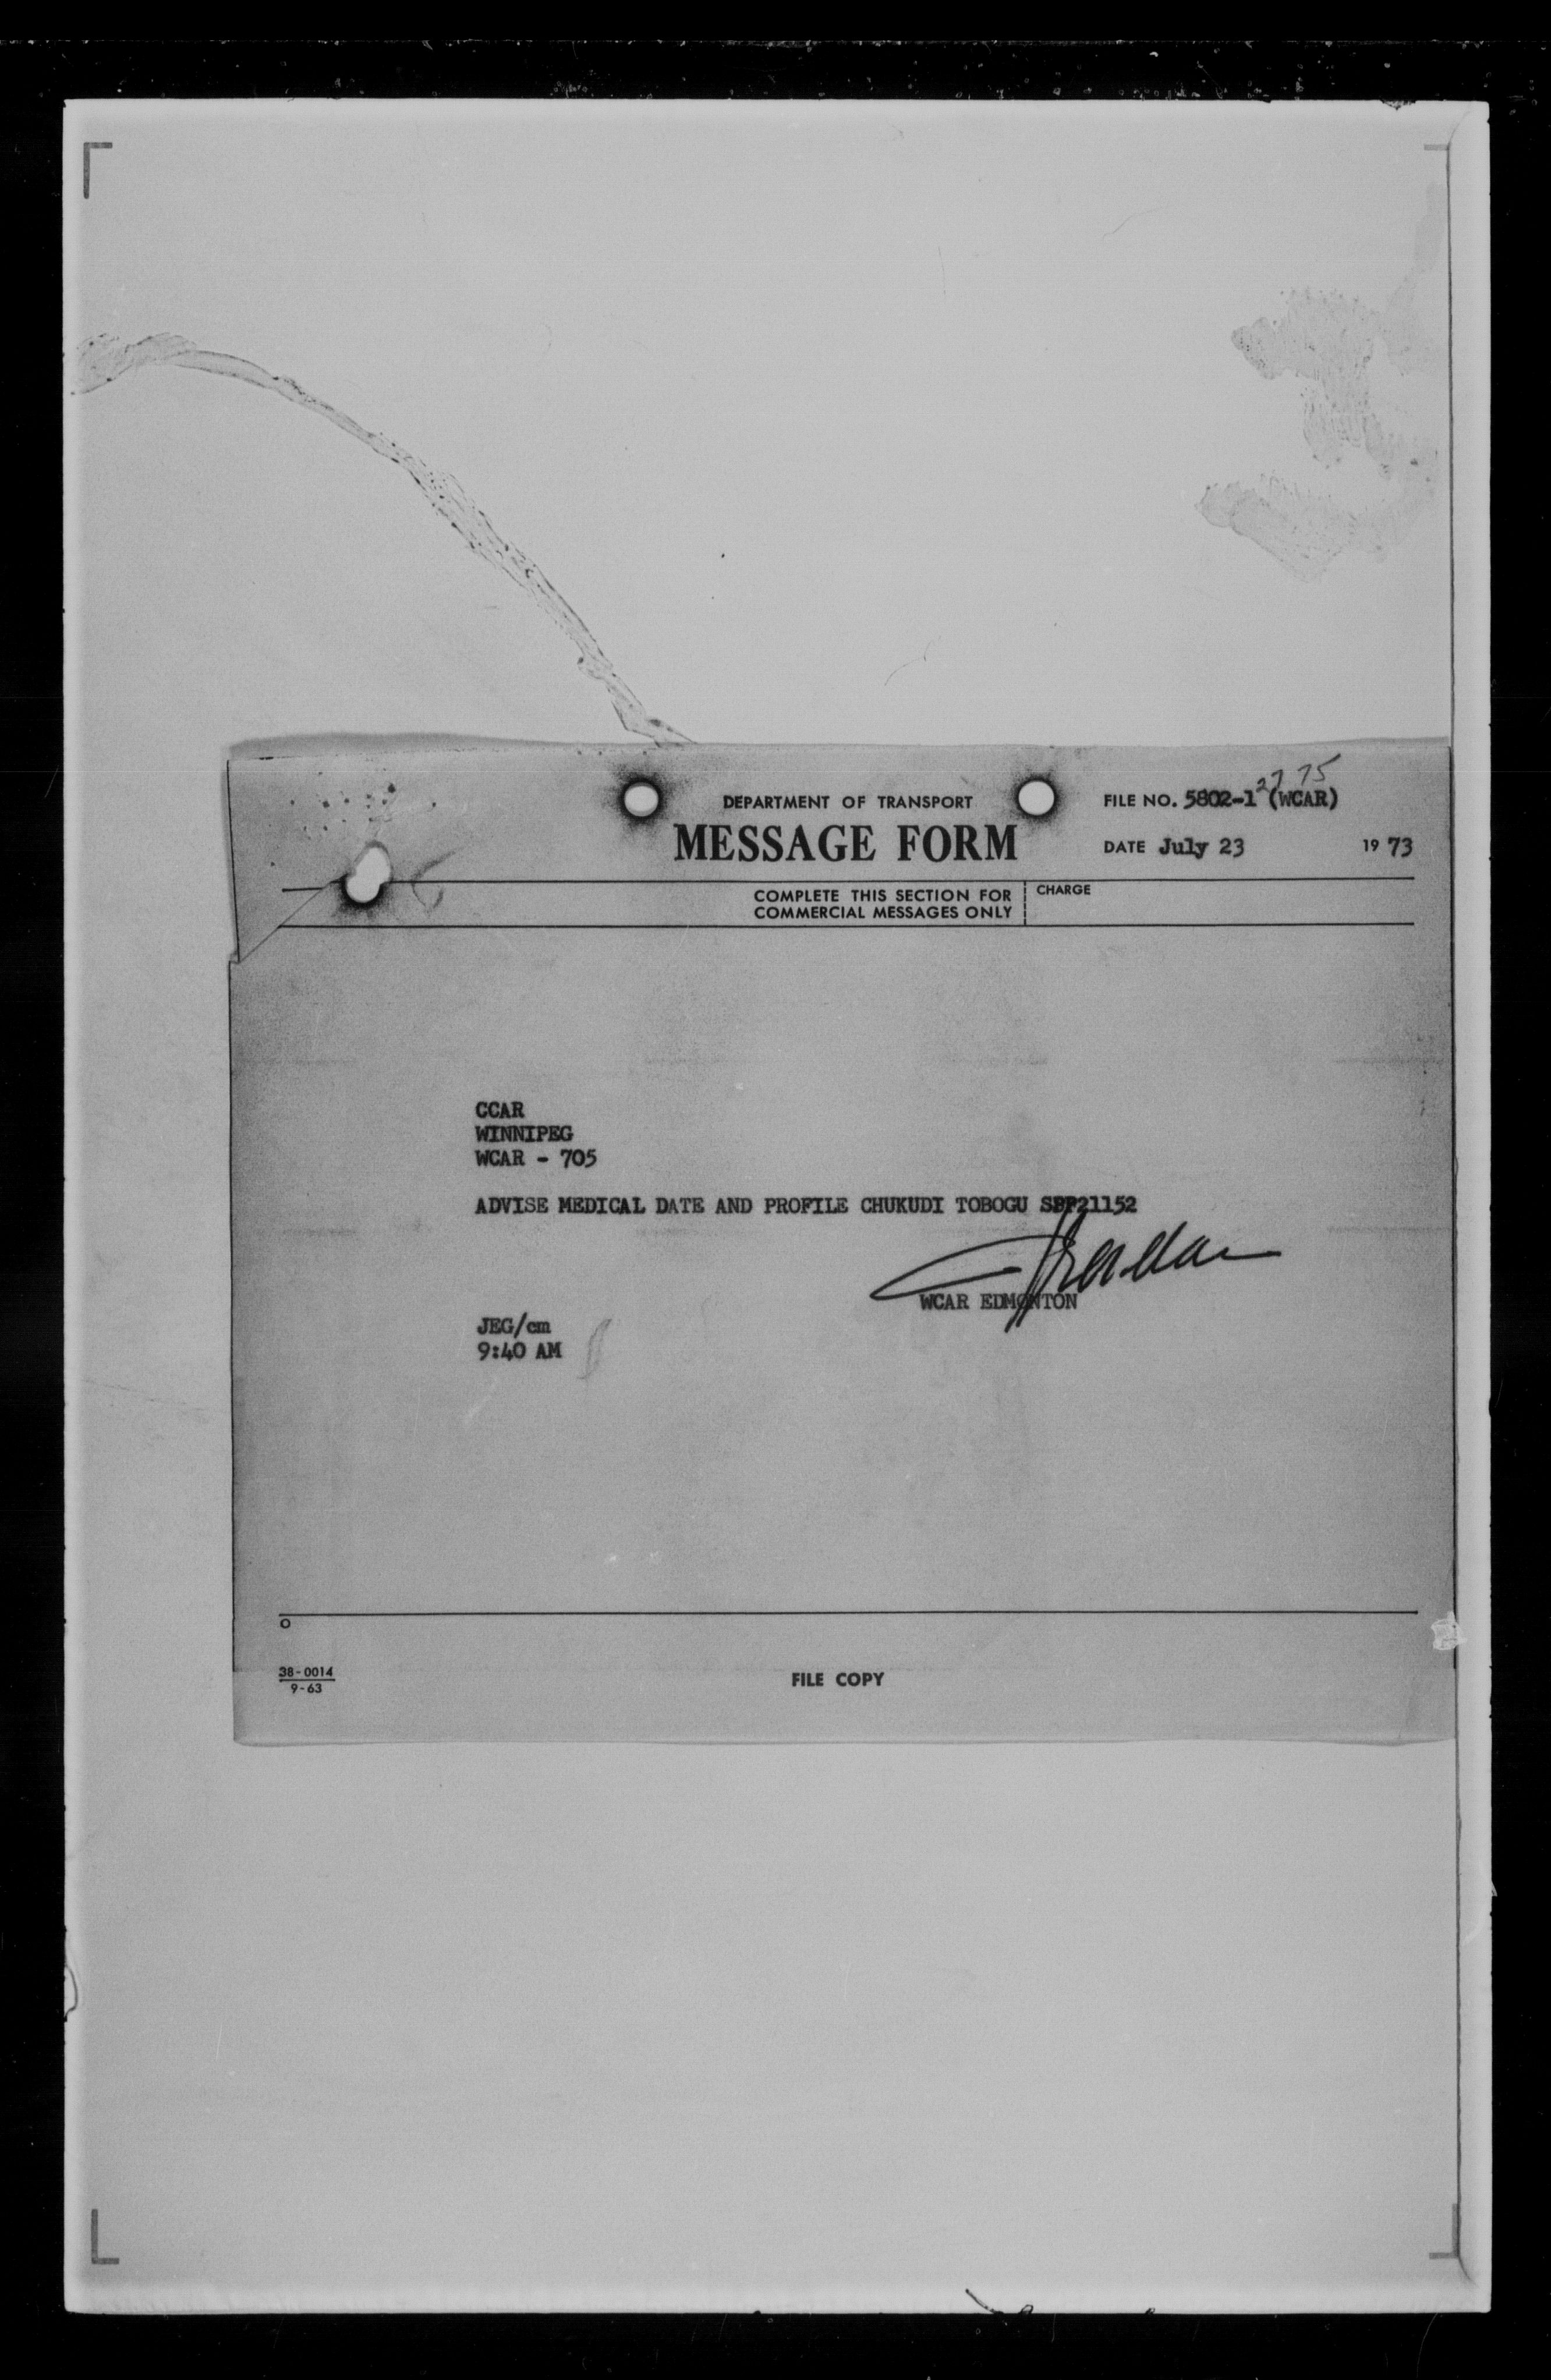 DEPARTMENT OF TRANSPORT
MESSAGE FORM
FILE NO. 5802-1 (WCAR)
2775
DATE July 23 1973
COMPLETE THIS SECTION FOR
COMMERCIAL MESSAGES ONLY
CHARGE
CCAR
WINNIPEG
WCAR - 705
ADVISE MEDICAL DATE AND PROFILE CHUKUDI TOBOGU
WCAR EDMONTON
JEG/cm
9:40 AM
O
38-0014
9-63
FILE COPY